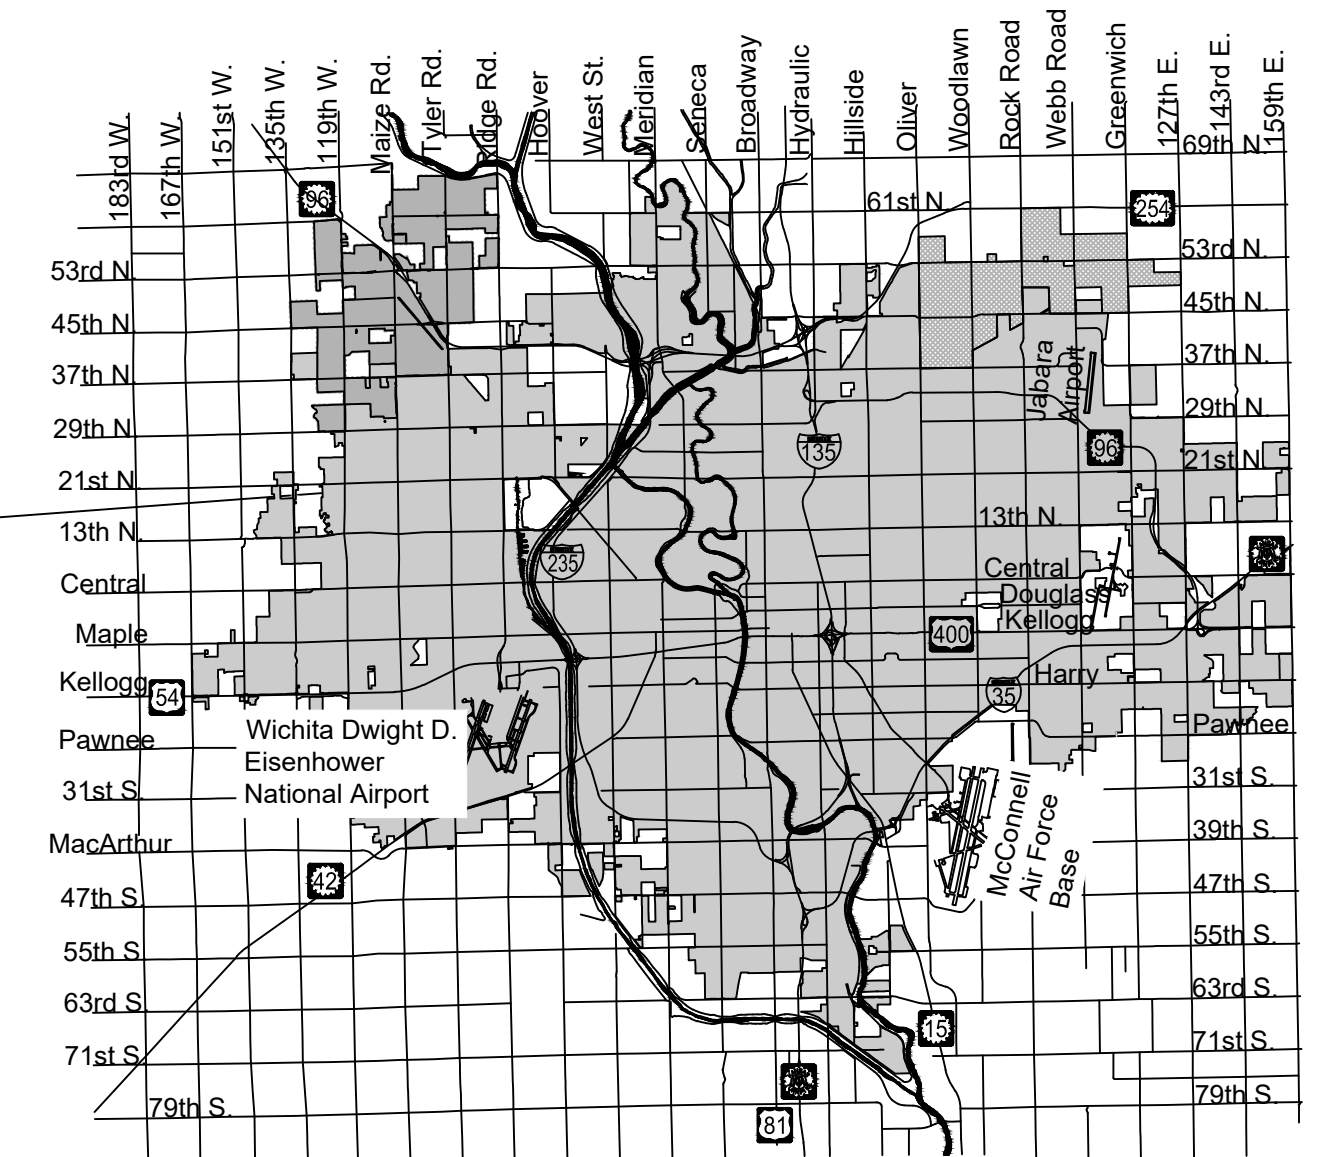 183rd W.
167th W.
151st W.
135th W.
119th W.
Maize Rd.
Tyler Rd.
Ridge Rd.
Hoover
West St.
Meridian
Seneca
Broadway
Hydraulic
Hillside
Oliver
Woodlawn
Rock Road
Webb Road
Greenwich
127th E.
143rd E.
159th E.
69th N.
96
61st N.
254
53rd N.
53rd N.
45th N.
45th N.
37th N.
37th N.
Jabara
Airport
29th N.
29th N.
135
96
21st N.
21st N.
13th N.
13th N.
235
Central
Central
Douglass
Maple
Kellogg
400
Kellogg
54
Harry
35
Pawnee
Pawnee
Wichita Dwight D.
Eisenhower
National Airport
31st S.
31st S.
McConnell
Air Force
Base
MacArthur
39th S.
42
47th S.
47th S.
55th S.
55th S.
63rd S.
63rd S.
15
71st S.
71st S.
79th S.
79th S.
81